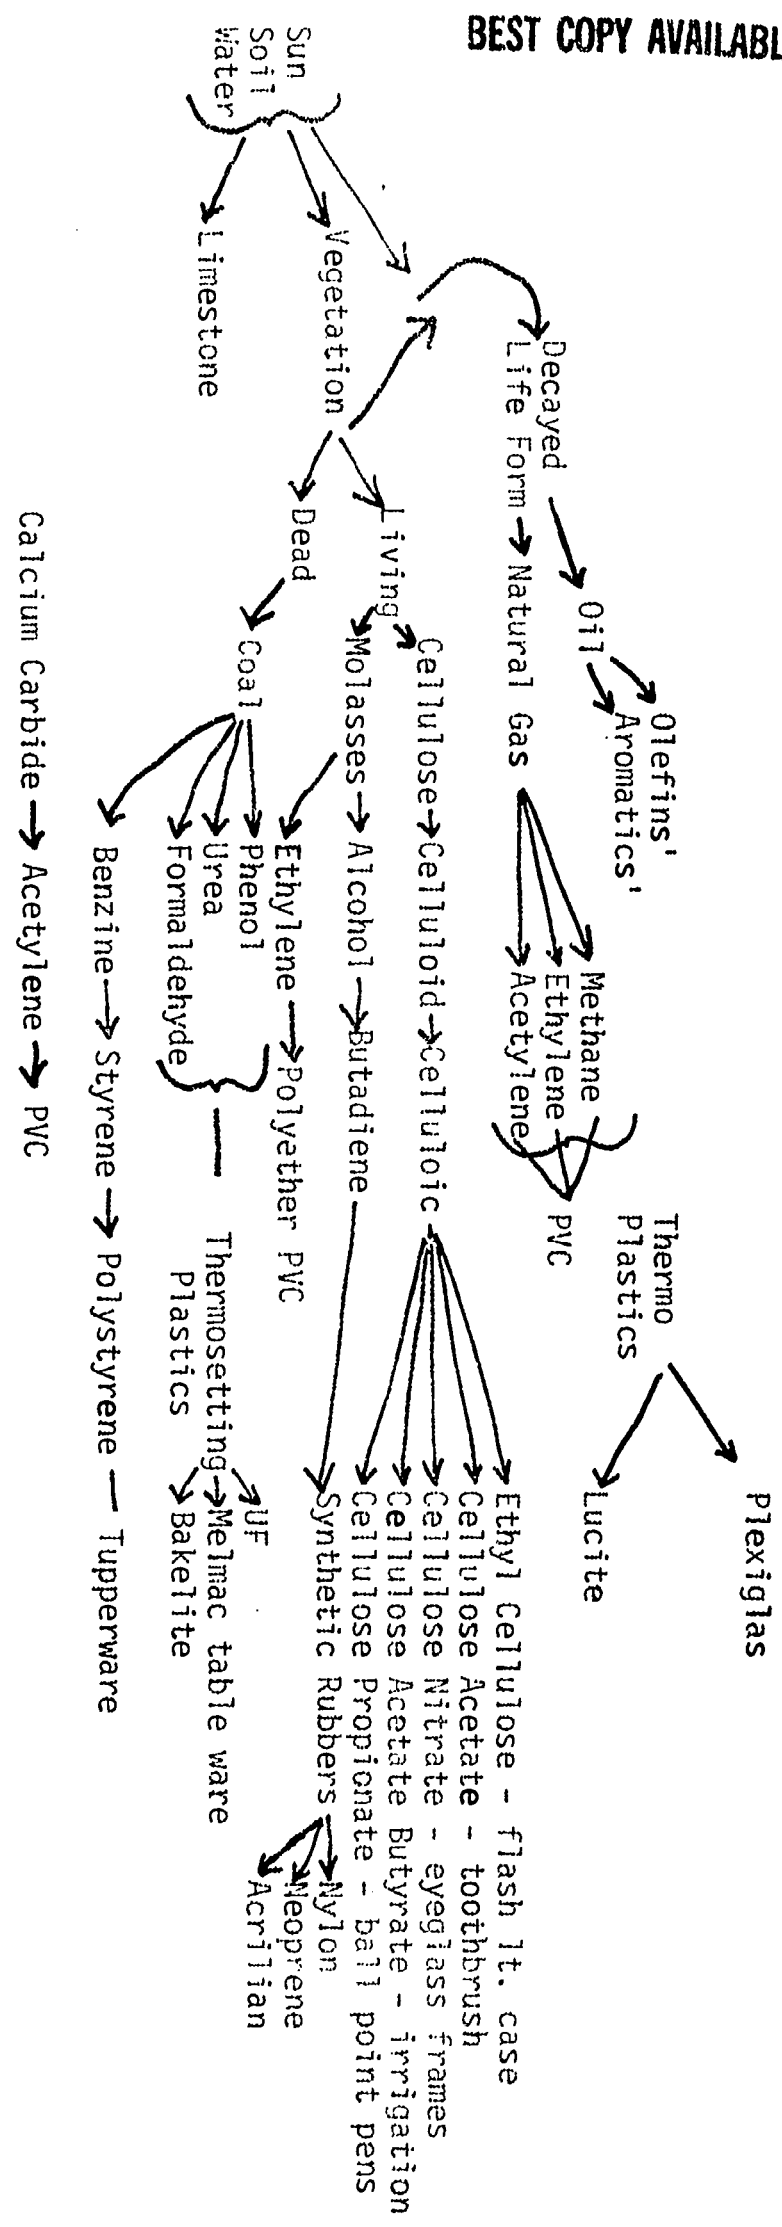 BEST COPY AVAILABL
Sun
Soil
Water
Plexiglas
Thermo
Plastics
Lucite
Olefins'
Aromatics'
Oil
Decayed
Life Form
Natural Gas
Methane
Ethylene
Acetylene
PVC
Vegetation
Living
Cellulose
Celluloid
Celluloic
Ethyl Cellulose - flash lt. case
Cellulose Acetate - toothbrush
Cellulose Nitrate - eyeglass frames
Cellulose Acetate Butyrate - irrigation
Cellulose Propionate - ball point pens
Molasses
Alcohol
Butadiene
Synthetic Rubbers
Nylon
Neoprene
Acrilian
Ethylene
Polyether PVC
Dead
Coal
Phenol
Urea
Formaldehyde
Thermosetting
Plastics
UF
Melmac table ware
Bakelite
Limestone
Benzine
Styrene
Polystyrene — Tupperware
Calcium Carbide
Acetylene
PVC